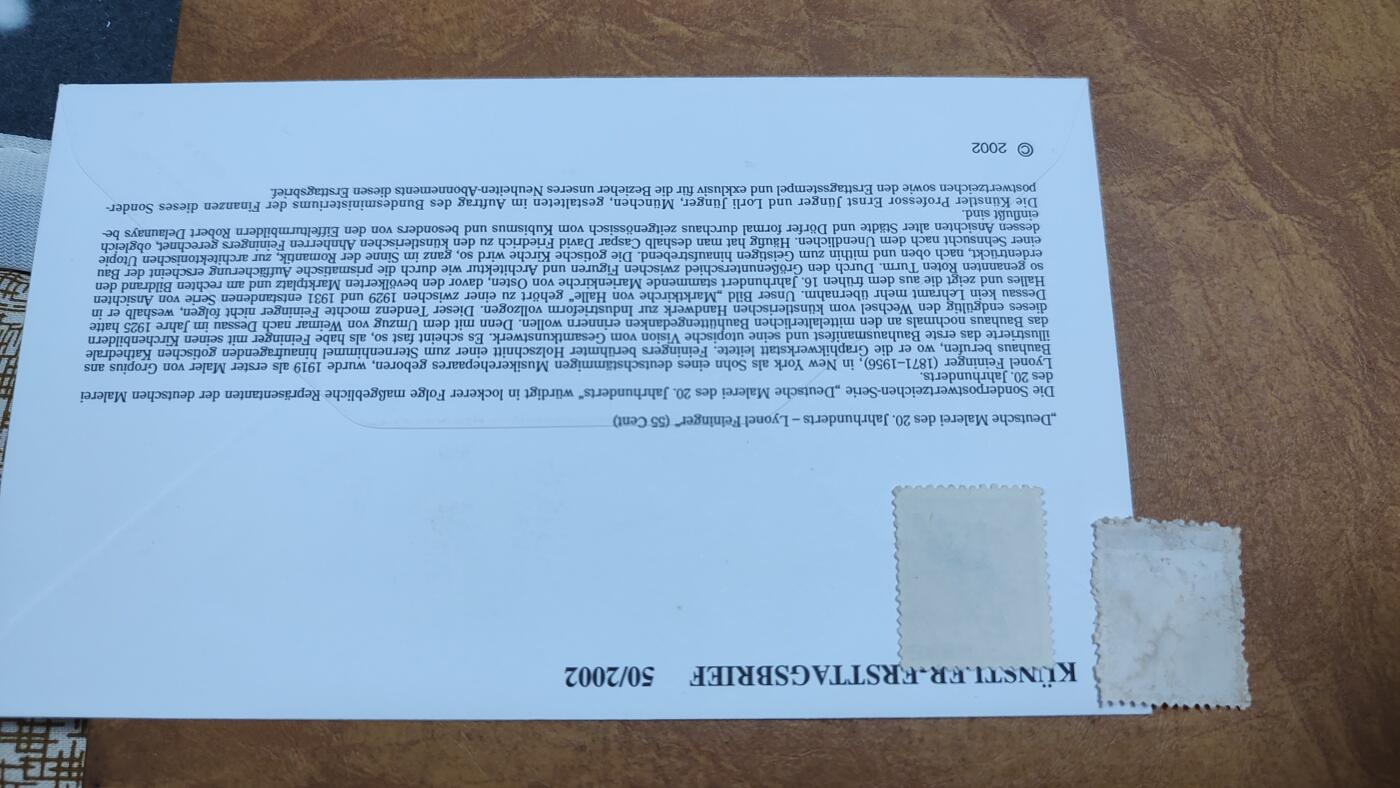 KÜNSTLER-ERSTTAGSBRIEF 50/2002
„Deutsche Malerei des 20. Jahrhunderts – Lyonel Feininger“ (55 Cent)
Die Sonderpostwertzeichen-Serie „Deutsche Malerei des 20. Jahrhunderts“ würdigt in lockerer Folge maßgebliche Repräsentanten der deutschen Malerei
des 20. Jahrhunderts.
Lyonel Feininger (1871–1956), in New York als Sohn eines deutschstämmigen Musikerehepaares geboren, wurde 1919 als erster Maler von Gropius ans
Bauhaus berufen, wo er die Graphikwerkstatt leitete. Feiningers berühmter Holzschnitt einer zum Sternenhimmel hinaufragenden gotischen Kathedrale
illustrierte das erste Bauhausmanifest und seine utopische Vision vom Gesamtkunstwerk. Es scheint fast so, als habe Feininger mit seinen Kirchenbildern
das Bauhaus nochmals an den mittelalterlichen Bauhüttengedanken erinnern wollen. Denn mit dem Umzug von Weimar nach Dessau im Jahre 1925 hatte
dieses endgültig den Wechsel vom künstlerischen Handwerk zur Industrieform vollzogen. Dieser Tendenz mochte Feininger nicht folgen, weshalb er in
Dessau kein Lehramt mehr übernahm. Unser Bild „Marktkirche von Halle“ gehört zu einer zwischen 1929 und 1931 entstandenen Serie von Ansichten
Halles und zeigt die aus dem frühen 16. Jahrhundert stammende Marienkirche von Osten, davor den bevölkerten Marktplatz und am rechten Bildrand den
so genannten Roten Turm. Durch den Größenunterschied zwischen Figuren und Architektur wie durch die prismatische Auffächerung erscheint der Bau
erdentrückt, nach oben und mithin zum Geistigen hinaufstrebend. Die gotische Kirche wird so, ganz im Sinne der Romantik, zur architektonischen Utopie
einer Sehnsucht nach dem Unendlichen. Häufig hat man deshalb Caspar David Friedrich zu den künstlerischen Ahnherren Feiningers gerechnet, obgleich
dessen Ansichten alter Städte und Dörfer formal durchaus zeitgenössisch vom Kubismus und besonders von den Eiffelturmbildern Robert Delaunays be-
einflußt sind.
Die Künstler Professor Ernst Jünger und Lorli Jünger, München, gestalteten im Auftrag des Bundesministeriums der Finanzen dieses Sonder-
postwertzeichen sowie den Ersttagsstempel und exklusiv für die Bezieher unseres Neuheiten-Abonnements diesen Ersttagsbrief.
© 2002